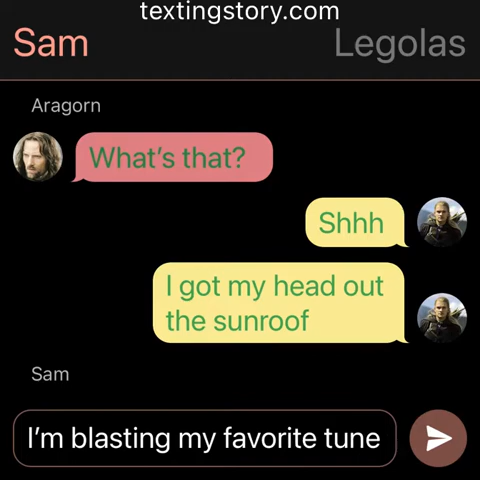 textingstory.com
Sam Legolas
Aragorn
What's that?
Shhh
I got my head out
the sunroof
Sam
I'm blasting my favorite tune